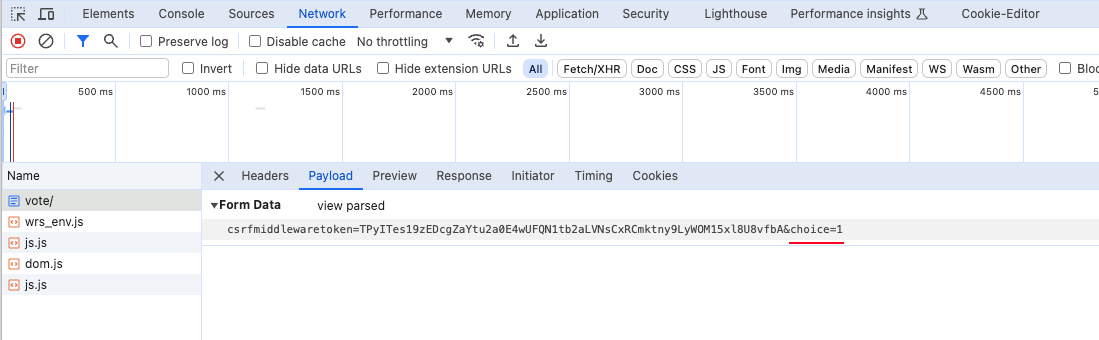 Elements Console Sources Network Performance Memory Application Security Lighthouse Performance insights Cookie-Editor
Preserve log Disable cache No throttling
Filter Invert Hide data URLs Hide extension URLs All Fetch/XHR Doc CSS JS Font Img Media Manifest WS Wasm Other Bloc
500 ms 1000 ms 1500 ms 2000 ms 2500 ms 3000 ms 3500 ms 4000 ms 4500 ms 5
Name Headers Payload Preview Response Initiator Timing Cookies
vote/ Form Data view parsed
wrs_env.js csrfmiddlewaretoken=TPyITes19zEDcgZaYtu2a0E4wUFQN1tb2aLVNsCxRCmktny9LyWOM15xl8U8vfbA&choice=1
js.js
dom.js
js.js